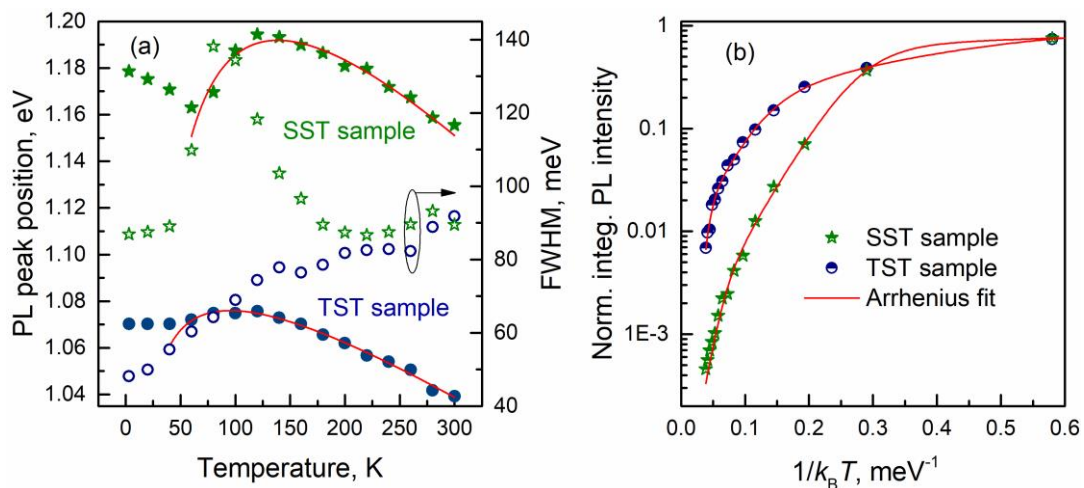 (a)
PL peak position, eV
1.20
1.18
1.16
1.14
1.12
1.10
1.08
1.06
1.04
SST sample
TST sample
140
120
100
80
60
40
FWHM, meV
0 50 100 150 200 250 300
Temperature, K
(b)
Norm. integ. PL intensity
1
0.1
0.01
1E-3
SST sample
TST sample
Arrhenius fit
0.0 0.1 0.2 0.3 0.4 0.5 0.6
1/k_BT, meV⁻¹